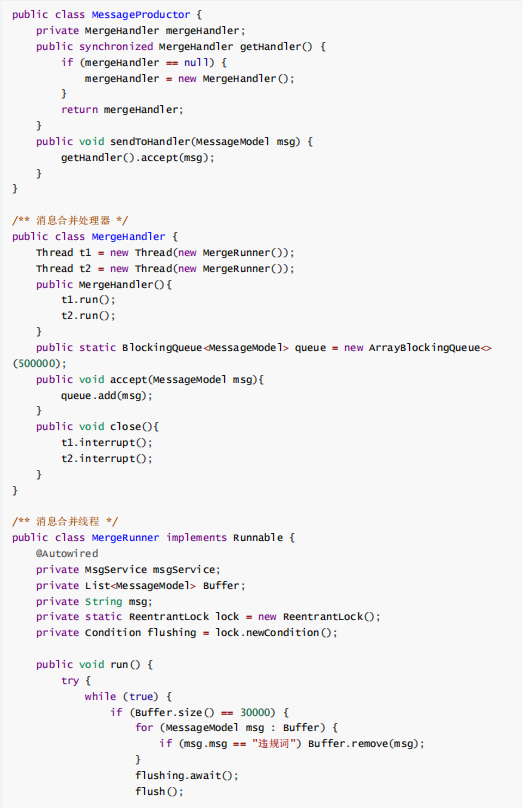 public class MessageProductor {
    private MergeHandler mergeHandler;
    public synchronized MergeHandler getHandler() {
        if (mergeHandler == null) {
            mergeHandler = new MergeHandler();
        }
        return mergeHandler;
    }
    public void sendToHandler(MessageModel msg) {
        getHandler().accept(msg);
    }
}

/** 消息合并处理器 */
public class MergeHandler {
    Thread t1 = new Thread(new MergeRunner());
    Thread t2 = new Thread(new MergeRunner());
    public MergeHandler(){
        t1.run();
        t2.run();
    }
    public static BlockingQueue<MessageModel> queue = new ArrayBlockingQueue<>
(500000);
    public void accept(MessageModel msg){
        queue.add(msg);
    }
    public void close(){
        t1.interrupt();
        t2.interrupt();
    }
}

/** 消息合并线程 */
public class MergeRunner implements Runnable {
    @Autowired
    private MsgService msgService;
    private List<MessageModel> Buffer;
    private String msg;
    private static ReentrantLock lock = new ReentrantLock();
    private Condition flushing = lock.newCondition();

    public void run() {
        try {
            while (true) {
                if (Buffer.size() == 30000) {
                    for (MessageModel msg : Buffer) {
                        if (msg.msg == "违规词") Buffer.remove(msg);
                    }
                    flushing.await();
                    flush();